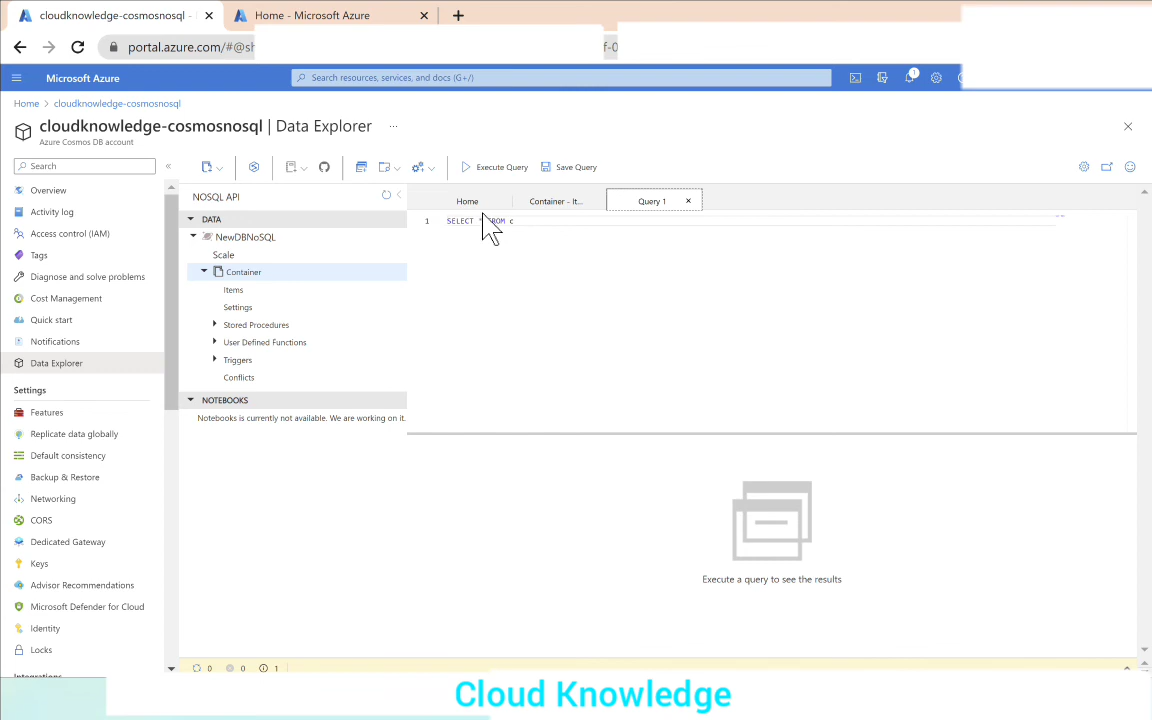 cloudknowledge-cosmosnosql -
Home - Microsoft Azure
portal.azure.com/#@sh
f-0
Microsoft Azure
Search resources, services, and docs (G+/)
1
Home > cloudknowledge-cosmosnosql
cloudknowledge-cosmosnosql | Data Explorer ...
Azure Cosmos DB account
Search
«
Execute Query
Save Query
Overview
Activity log
Access control (IAM)
Tags
Diagnose and solve problems
Cost Management
Quick start
Notifications
Data Explorer
Settings
Features
Replicate data globally
Default consistency
Backup & Restore
Networking
CORS
Dedicated Gateway
Keys
Advisor Recommendations
Microsoft Defender for Cloud
Identity
Locks
NOSQL API
DATA
NewDBNoSQL
Scale
Container
Items
Settings
Stored Procedures
User Defined Functions
Triggers
Conflicts
NOTEBOOKS
Notebooks is currently not available. We are working on it.
Home
Container - It...
Query 1
1 SELECT * FROM c
Execute a query to see the results
0 0 1
Cloud Knowledge